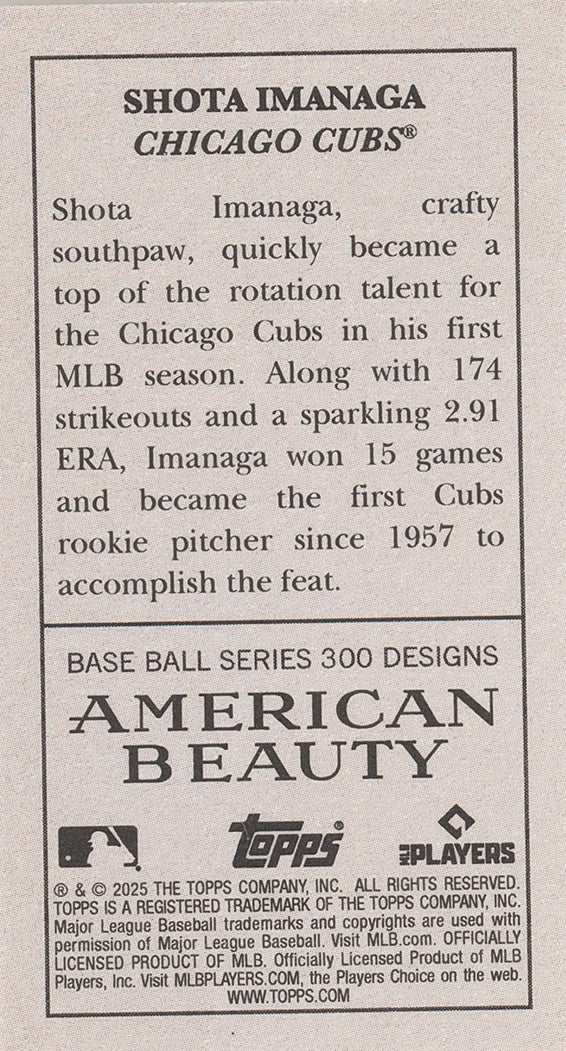 SHOTA IMANAGA
CHICAGO CUBS®
Shota Imanaga, crafty
southpaw, quickly became a
top of the rotation talent for
the Chicago Cubs in his first
MLB season. Along with 174
strikeouts and a sparkling 2.91
ERA, Imanaga won 15 games
and became the first Cubs
rookie pitcher since 1957 to
accomplish the feat.
BASE BALL SERIES 300 DESIGNS
AMERICAN
BEAUTY
topps®
MLB PLAYERS
® & © 2025 THE TOPPS COMPANY, INC. ALL RIGHTS RESERVED.
TOPPS IS A REGISTERED TRADEMARK OF THE TOPPS COMPANY, INC.
Major League Baseball trademarks and copyrights are used with
permission of Major League Baseball. Visit MLB.com. OFFICIALLY
LICENSED PRODUCT OF MLB. Officially Licensed Product of MLB
Players, Inc. Visit MLBPLAYERS.COM, the Players Choice on the web.
WWW.TOPPS.COM